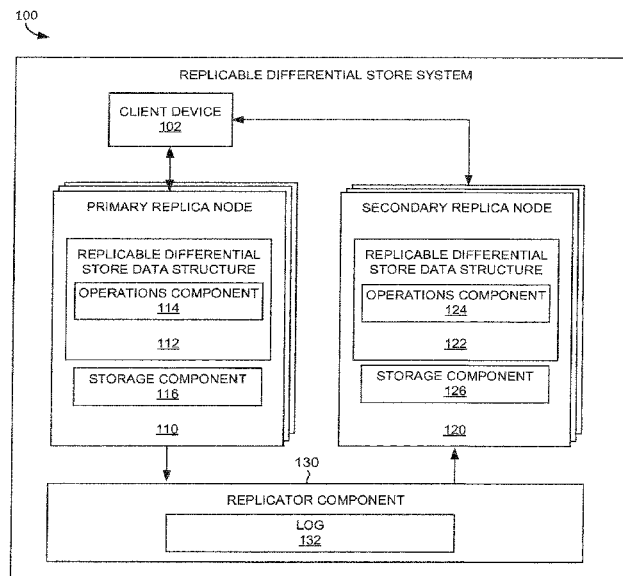 100
REPLICABLE DIFFERENTIAL STORE SYSTEM
CLIENT DEVICE
102
PRIMARY REPLICA NODE
REPLICABLE DIFFERENTIAL
STORE DATA STRUCTURE
OPERATIONS COMPONENT
114
112
STORAGE COMPONENT
116
110
SECONDARY REPLICA NODE
REPLICABLE DIFFERENTIAL
STORE DATA STRUCTURE
OPERATIONS COMPONENT
124
122
STORAGE COMPONENT
126
120
130
REPLICATOR COMPONENT
LOG
132